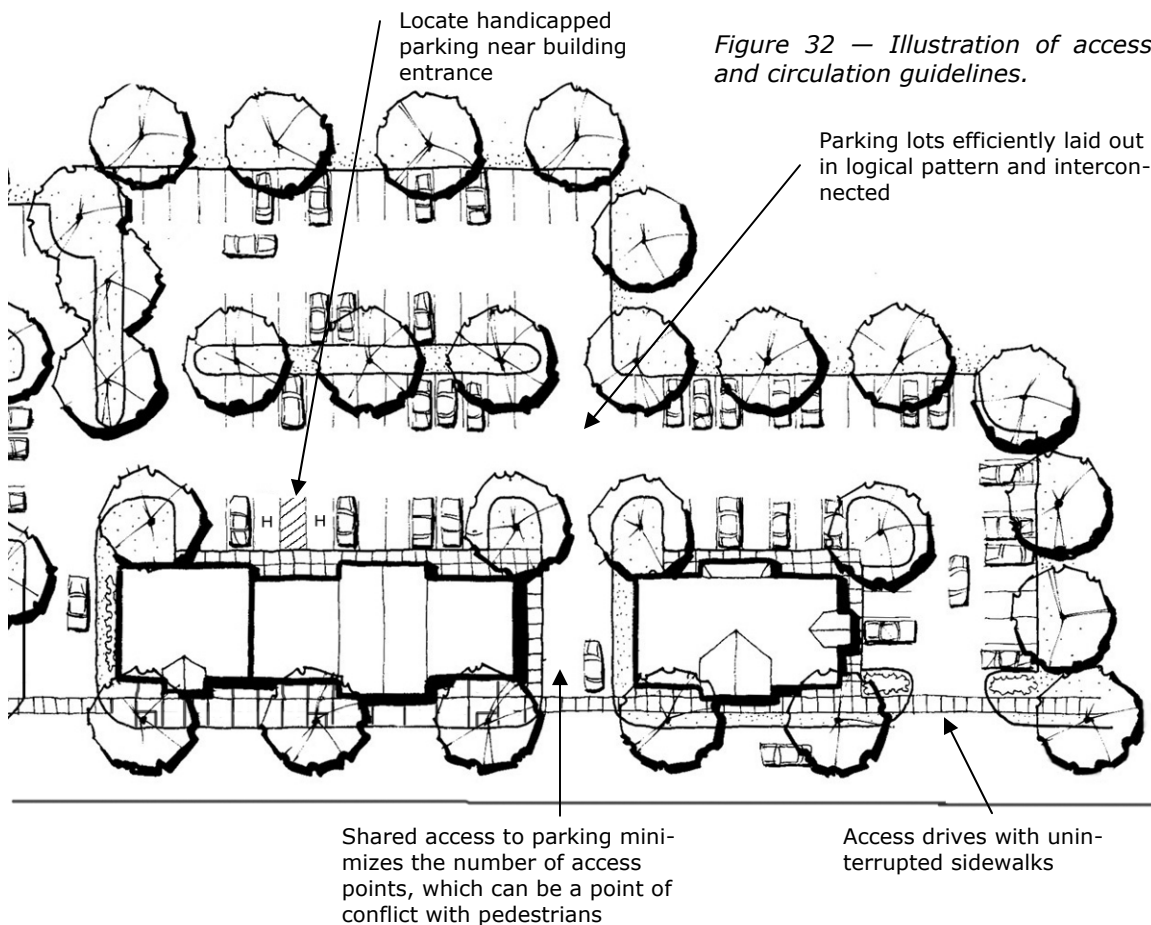 Locate handicapped
parking near building
entrance
Figure 32 — Illustration of access
and circulation guidelines.
Parking lots efficiently laid out
in logical pattern and intercon-
nected
H H
Shared access to parking mini-
mizes the number of access
points, which can be a point of
conflict with pedestrians
Access drives with unin-
terrupted sidewalks